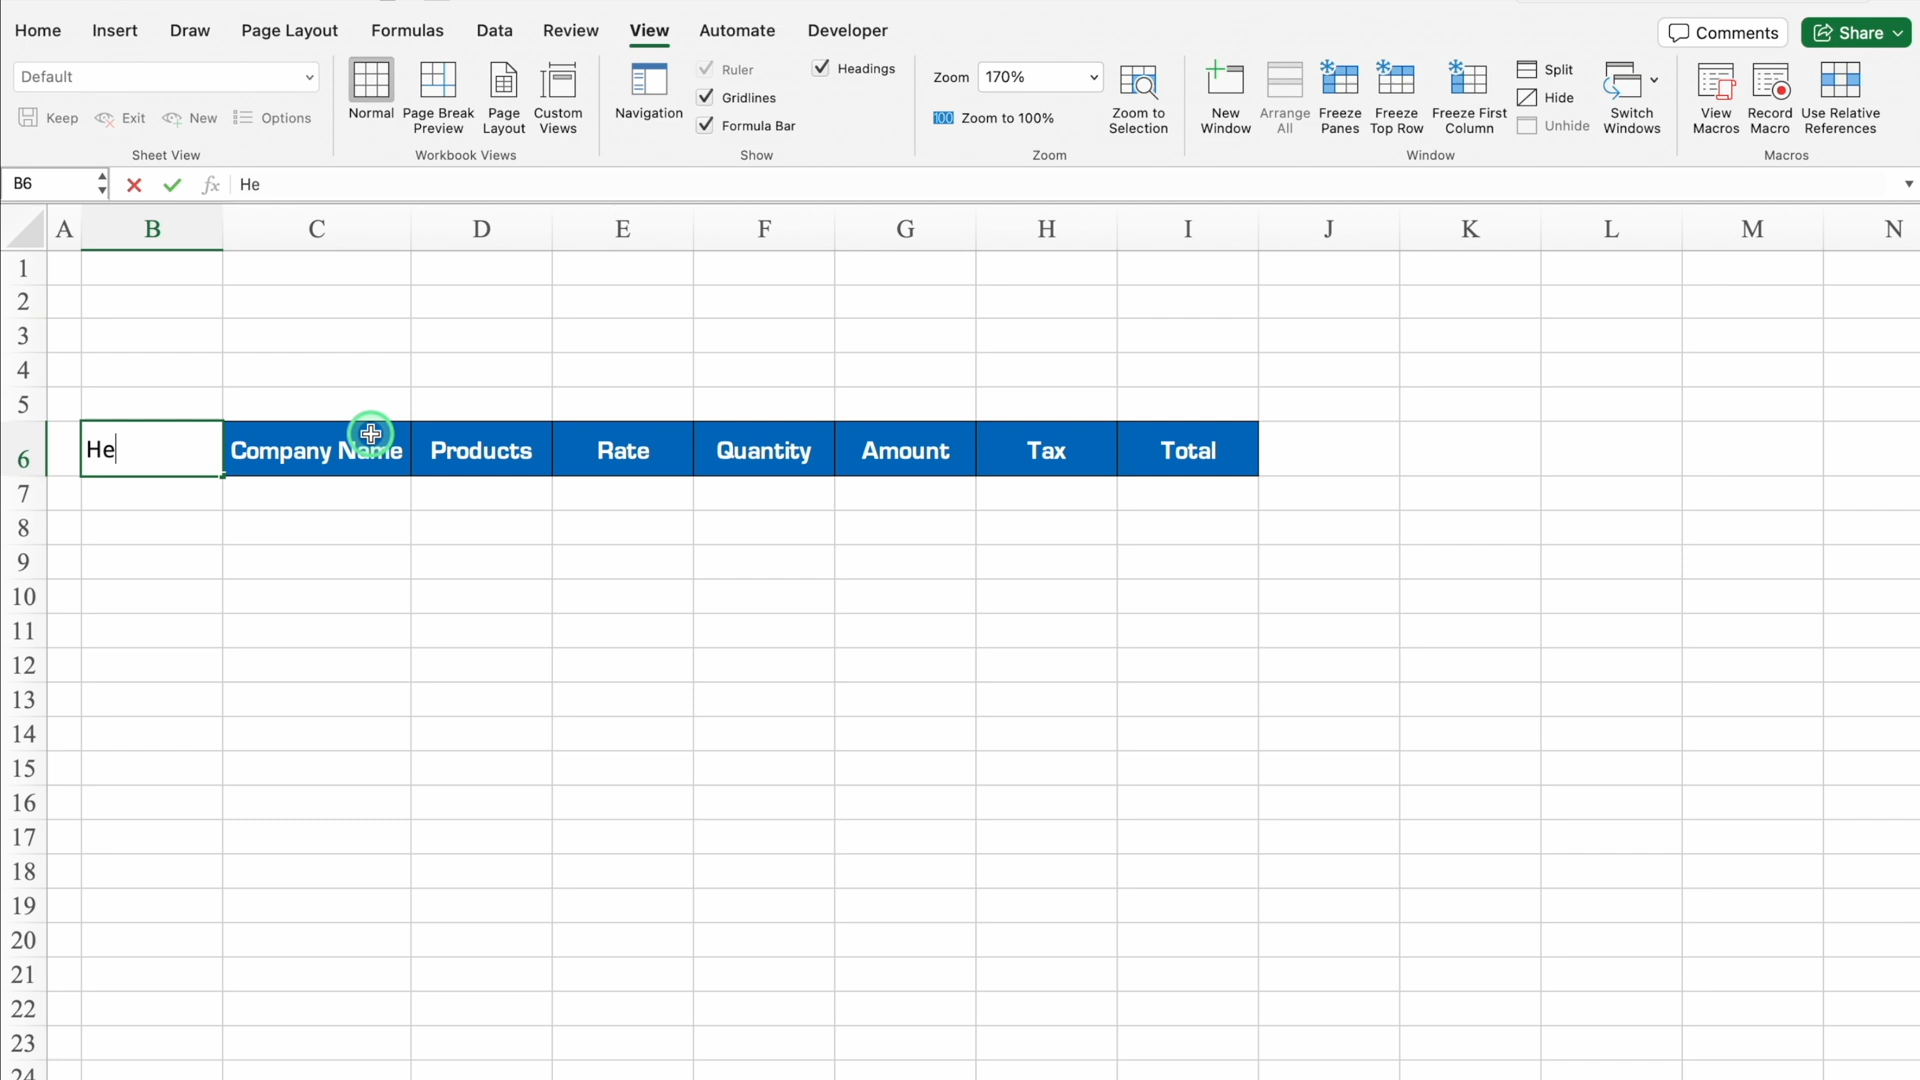 Home Insert Draw Page Layout Formulas Data Review View Automate Developer Comments Share
Default
Keep Exit New Options
Sheet View
Normal
Page Break Preview
Page Layout
Custom Views
Workbook Views
Navigation
Ruler
Gridlines
Formula Bar
Headings
Show
Zoom 170%
100 Zoom to 100%
Zoom to Selection
Zoom
New Window
Arrange All
Freeze Panes
Freeze Top Row
Freeze First Column
Split
Hide
Unhide
Switch Windows
Window
View Macros
Record Macro
Use Relative References
Macros
B6 fx He
A B C D E F G H I J K L M N
1
2
3
4
5
6 He Company Name Products Rate Quantity Amount Tax Total
7
8
9
10
11
12
13
14
15
16
17
18
19
20
21
22
23
24